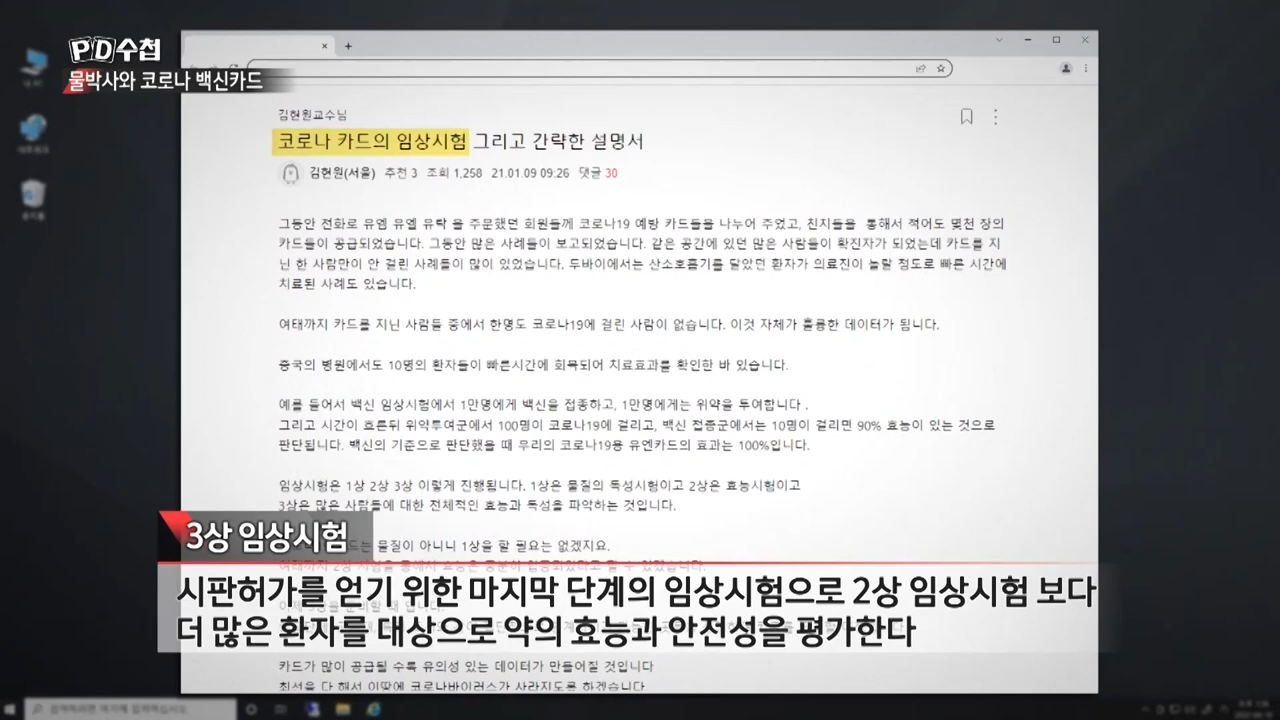 PD수첩
물박사와 코로나 백신카드
김현원교수님
코로나 카드의 임상시험 그리고 간략한 설명서
김현원(서울) 추천 3 조회 1,258 21.01.09 09:26 댓글 30
그동안 전화로 유엠 유엘 유락 을 주문했던 회원들께 코로나19 예방 카드들을 나누어 주었고, 친지들을 통해서 적어도 몇천 장의
카드들이 공급되었습니다. 그동안 많은 사례들이 보고되었습니다. 같은 공간에 있던 많은 사람들이 확진자가 되었는데 카드를 지
닌 한 사람만이 안 걸린 사례들이 많이 있었습니다. 두바이에서는 산소호흡기를 달았던 환자가 의료진이 놀랄 정도로 빠른 시간에
치료된 사례도 있습니다.
여태까지 카드를 지닌 사람들 중에서 한명도 코로나19에 걸린 사람이 없습니다. 이것 자체가 훌륭한 데이터가 됩니다.
중국의 병원에서도 10명의 환자들이 빠른시간에 회복되어 치료효과를 확인한 바 있습니다.
예를 들어서 백신 임상시험에서 1만명에게 백신을 접종하고, 1만명에게는 위약을 투여합니다 .
그리고 시간이 흐른뒤 위약투여군에서 100명이 코로나19에 걸리고, 백신 접종군에서는 10명이 걸리면 90% 효능이 있는 것으로
판단됩니다. 백신의 기준으로 판단했을 때 우리의 코로나19용 유엔카드의 효과는 100%입니다.
임상시험은 1상 2상 3상 이렇게 진행됩니다. 1상은 물질의 독성시험이고 2상은 효능시험이고
3상은 많은 사람들에 대한 전체적인 효능과 독성을 파악하는 것입니다.
는 물질이 아니니 1상을 할 필요는 없겠지요.
3상 임상시험
시판허가를 얻기 위한 마지막 단계의 임상시험으로 2상 임상시험 보다
더 많은 환자를 대상으로 약의 효능과 안전성을 평가한다
카드가 많이 공급될 수록 유의성 있는 데이터가 만들어질 것입니다
최선을 다 해서 이땅에 코로나바이러스가 사라지도록 하겠습니다